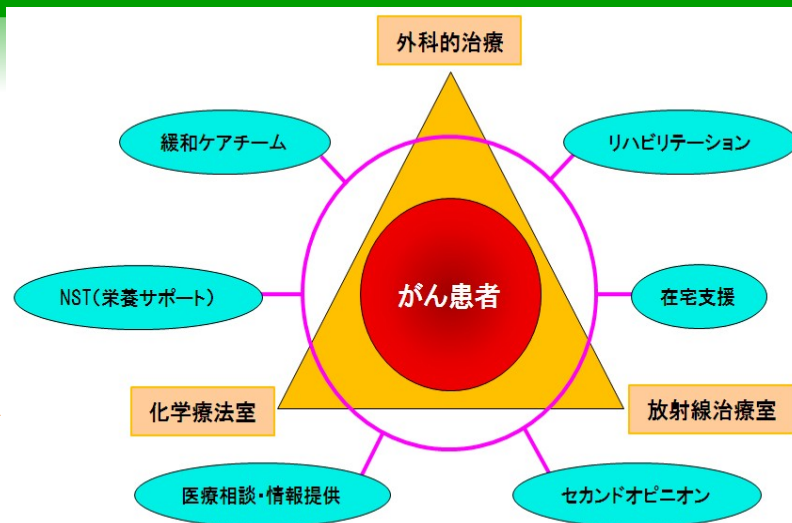 外科的治療
緩和ケアチーム
リハビリテーション
NST(栄養サポート)
がん患者
在宅支援
化学療法室
放射線治療室
医療相談・情報提供
セカンドオピニオン